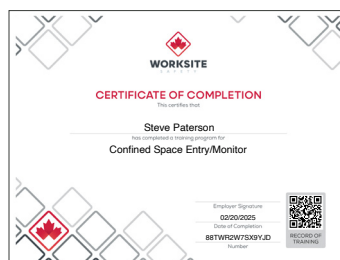 WORKSITE
SAFETY
CERTIFICATE OF COMPLETION
This certifies that
Steve Paterson
has completed a training program for
Confined Space Entry/Monitor
Employer Signature
02/20/2025
Date of Completion
88TWR2W7SX9YJD
Number
RECORD OF
TRAINING